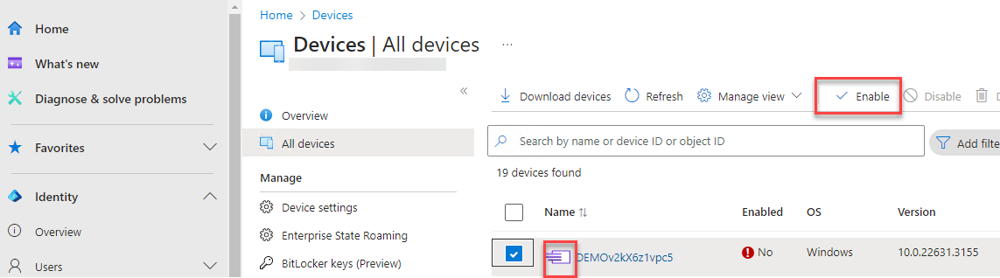 Home
What's new
Diagnose & solve problems
Favorites
Identity
Overview
Users
Home > Devices
Devices | All devices ...
«
Overview
All devices
Manage
Device settings
Enterprise State Roaming
BitLocker keys (Preview)
Download devices Refresh Manage view Enable Disable D
Search by name or device ID or object ID Add filte
19 devices found
Name ↑↓ Enabled OS Version
DEMOv2kX6z1vpc5 No Windows 10.0.22631.3155